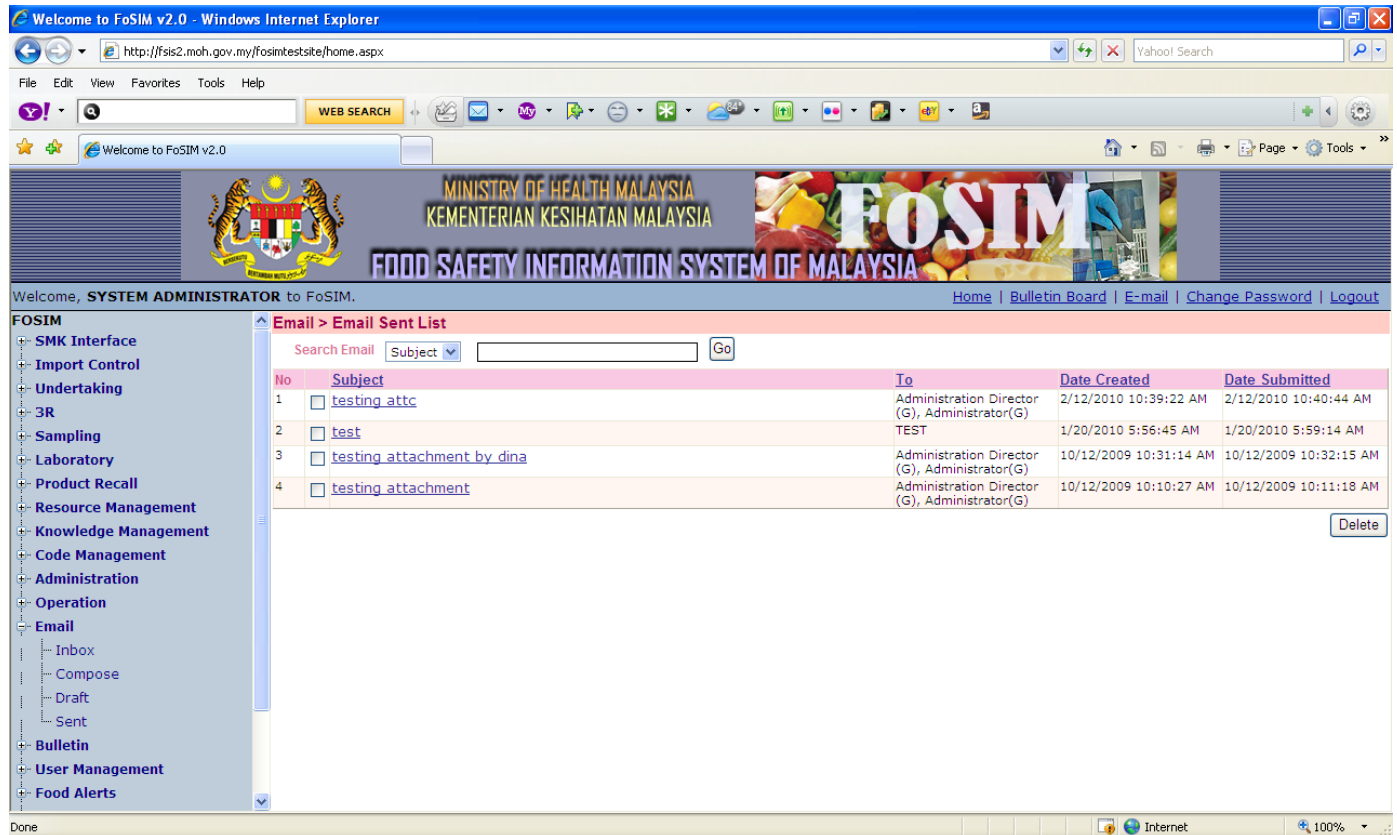 Welcome to FoSIM v2.0 - Windows Internet Explorer
http://fsis2.moh.gov.my/fosimtestsite/home.aspx
Yahoo! Search
File Edit View Favorites Tools Help
Y! WEB SEARCH My 84° eBY a
Welcome to FoSIM v2.0
Page Tools »
MINISTRY OF HEALTH MALAYSIA
KEMENTERIAN KESIHATAN MALAYSIA
FoSIM
FOOD SAFETY INFORMATION SYSTEM OF MALAYSIA
BERSEKUTU BERTAMBAH MUTU
Welcome, SYSTEM ADMINISTRATOR to FoSIM.
Home | Bulletin Board | E-mail | Change Password | Logout
FOSIM
SMK Interface
Import Control
Undertaking
3R
Sampling
Laboratory
Product Recall
Resource Management
Knowledge Management
Code Management
Administration
Operation
Email
Inbox
Compose
Draft
Sent
Bulletin
User Management
Food Alerts
Email > Email Sent List
Search Email Subject Go
No Subject To Date Created Date Submitted
1 testing attc Administration Director 2/12/2010 10:39:22 AM 2/12/2010 10:40:44 AM
(G), Administrator(G)
2 test TEST 1/20/2010 5:56:45 AM 1/20/2010 5:59:14 AM
3 testing attachment by dina Administration Director 10/12/2009 10:31:14 AM 10/12/2009 10:32:15 AM
(G), Administrator(G)
4 testing attachment Administration Director 10/12/2009 10:10:27 AM 10/12/2009 10:11:18 AM
(G), Administrator(G)
Delete
Done
Internet
100%